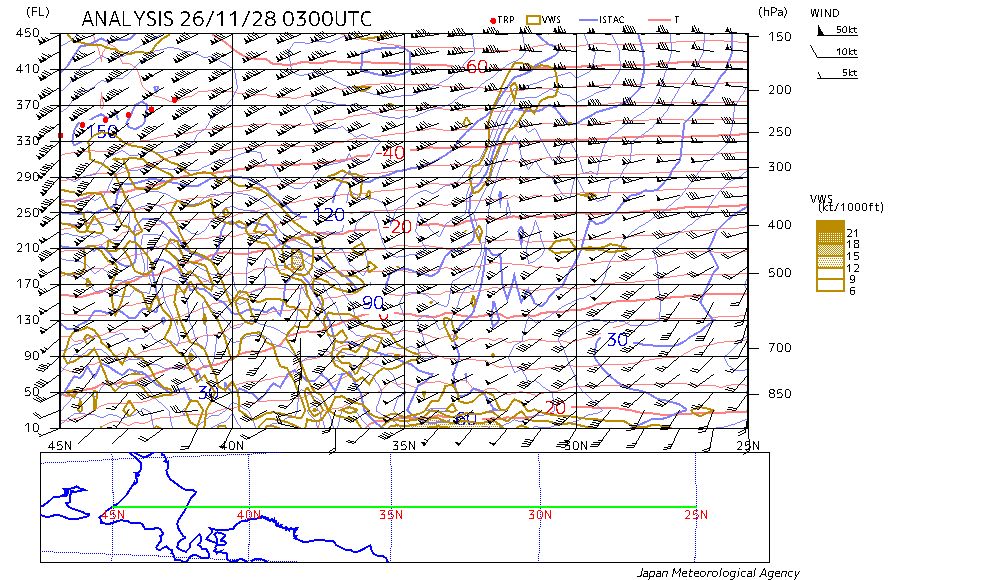 ANALYSIS 26/11/28 0300UTC
TRP VWS ISTAC T
(FL) (hPa) WIND
450 150 50kt
410 10kt
370 200 5kt
330 250
290 300
250 400
210 500
170
130 700
90 850
50
10
60
40
20
20
150
120
90
30
30
60
VWS
(kt/1000ft)
21
18
15
12
9
6
45N 40N 35N 30N 25N
45N 40N 35N 30N 25N
Japan Meteorological Agency